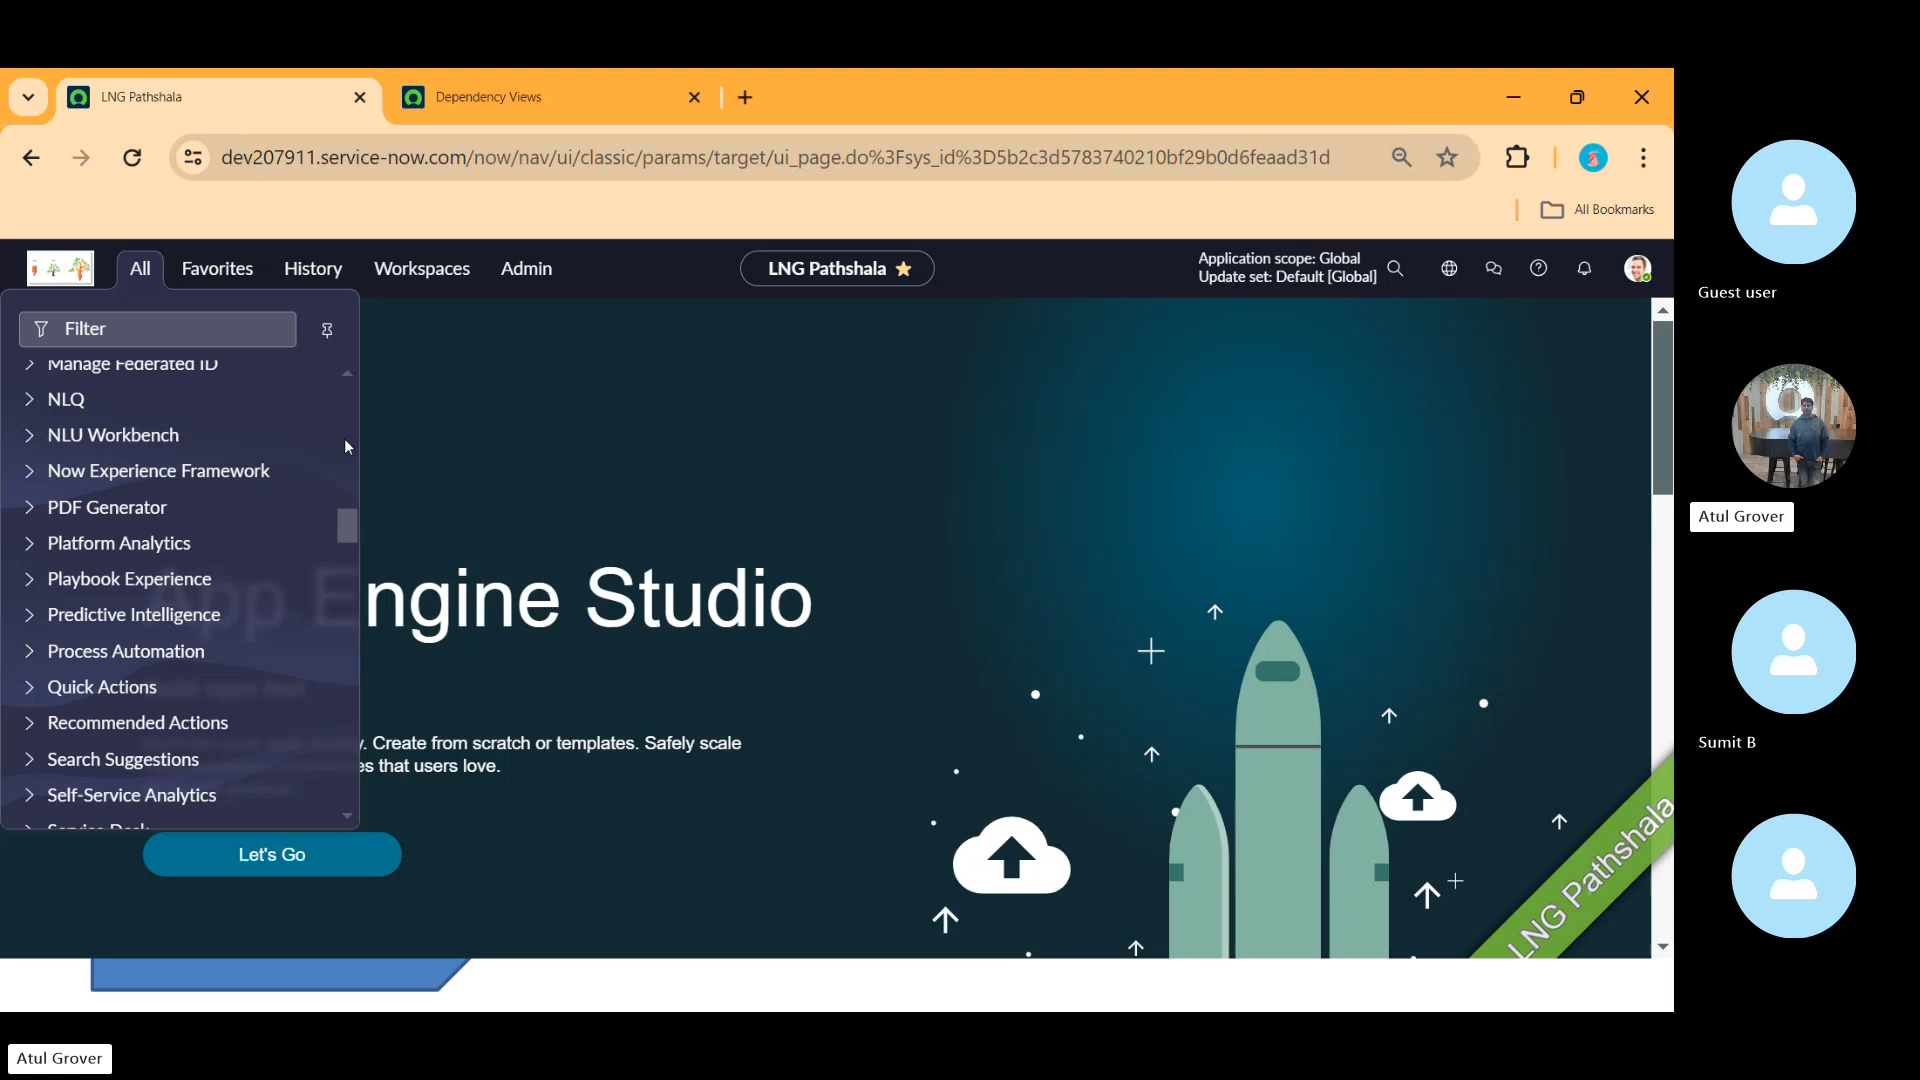 LNG Pathshala
Dependency Views
dev207911.service-now.com/now/nav/ui/classic/params/target/ui_page.do%3Fsys_id%3D5b2c3d5783740210bf29b0d6feaad31d
All Bookmarks
All
Favorites
History
Workspaces
Admin
LNG Pathshala
Application scope: Global
Update set: Default [Global]
Filter
Manage Federated ID
NLQ
NLU Workbench
Now Experience Framework
PDF Generator
Platform Analytics
Playbook Experience
Predictive Intelligence
Process Automation
Quick Actions
Recommended Actions
Search Suggestions
Self-Service Analytics
Service Desk
App Engine Studio
. Create from scratch or templates. Safely scale
es that users love.
Let's Go
LNG Pathshala
Guest user
Atul Grover
Sumit B
Atul Grover